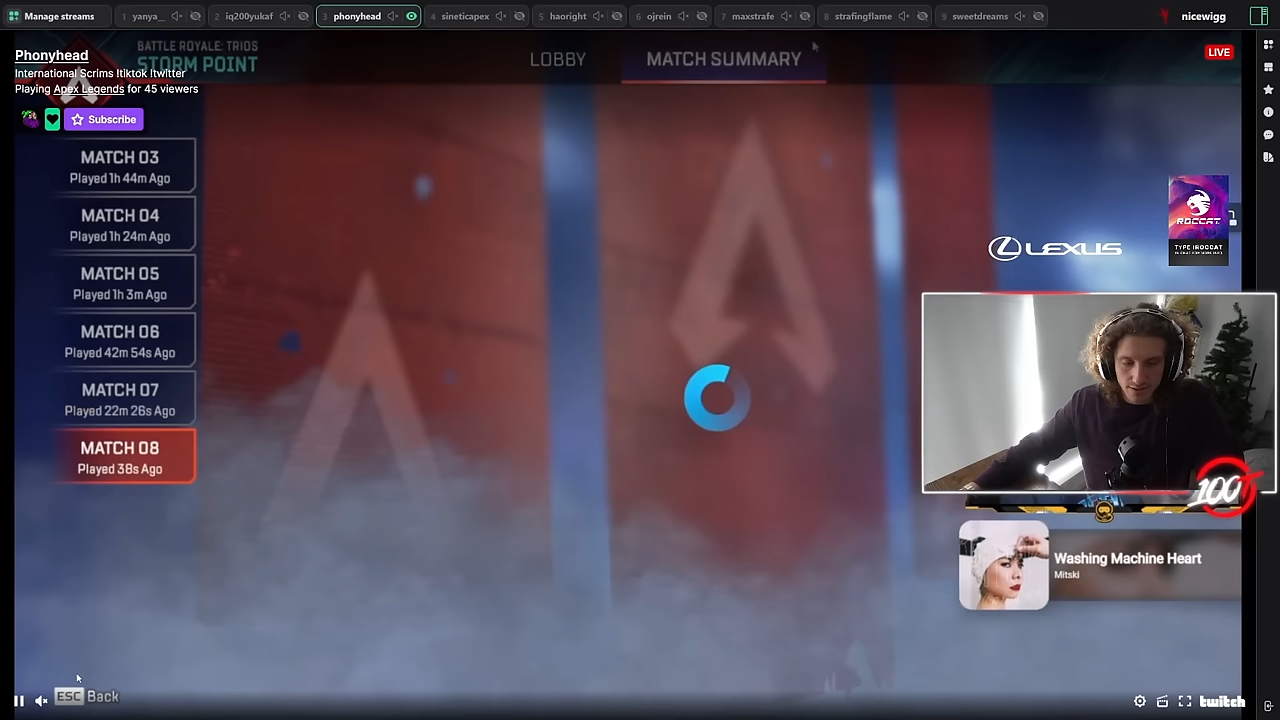 Manage streams
1 yanya_
2 iq200yukaf
3 phonyhead
4 sineticapex
5 haoright
6 ojrein
7 maxstrafe
8 strafingflame
9 sweetdreams
nicewigg
BATTLE ROYALE: TRIOS
STORM POINT
LOBBY
MATCH SUMMARY
LIVE
Phonyhead
International Scrims !tiktok !twitter
Playing Apex Legends for 45 viewers
Subscribe
MATCH 03
Played 1h 44m Ago
MATCH 04
Played 1h 24m Ago
MATCH 05
Played 1h 3m Ago
MATCH 06
Played 42m 54s Ago
MATCH 07
Played 22m 26s Ago
MATCH 08
Played 38s Ago
ROCCAT
TYPE !ROCCAT
LEXUS
100T
Washing Machine Heart
Mitski
ESC Back
twitch